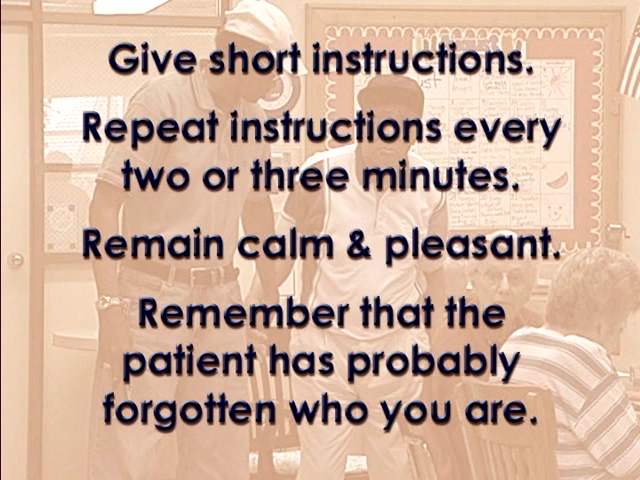 Give short instructions.
Repeat instructions every
two or three minutes.
Remain calm & pleasant.
Remember that the
patient has probably
forgotten who you are.